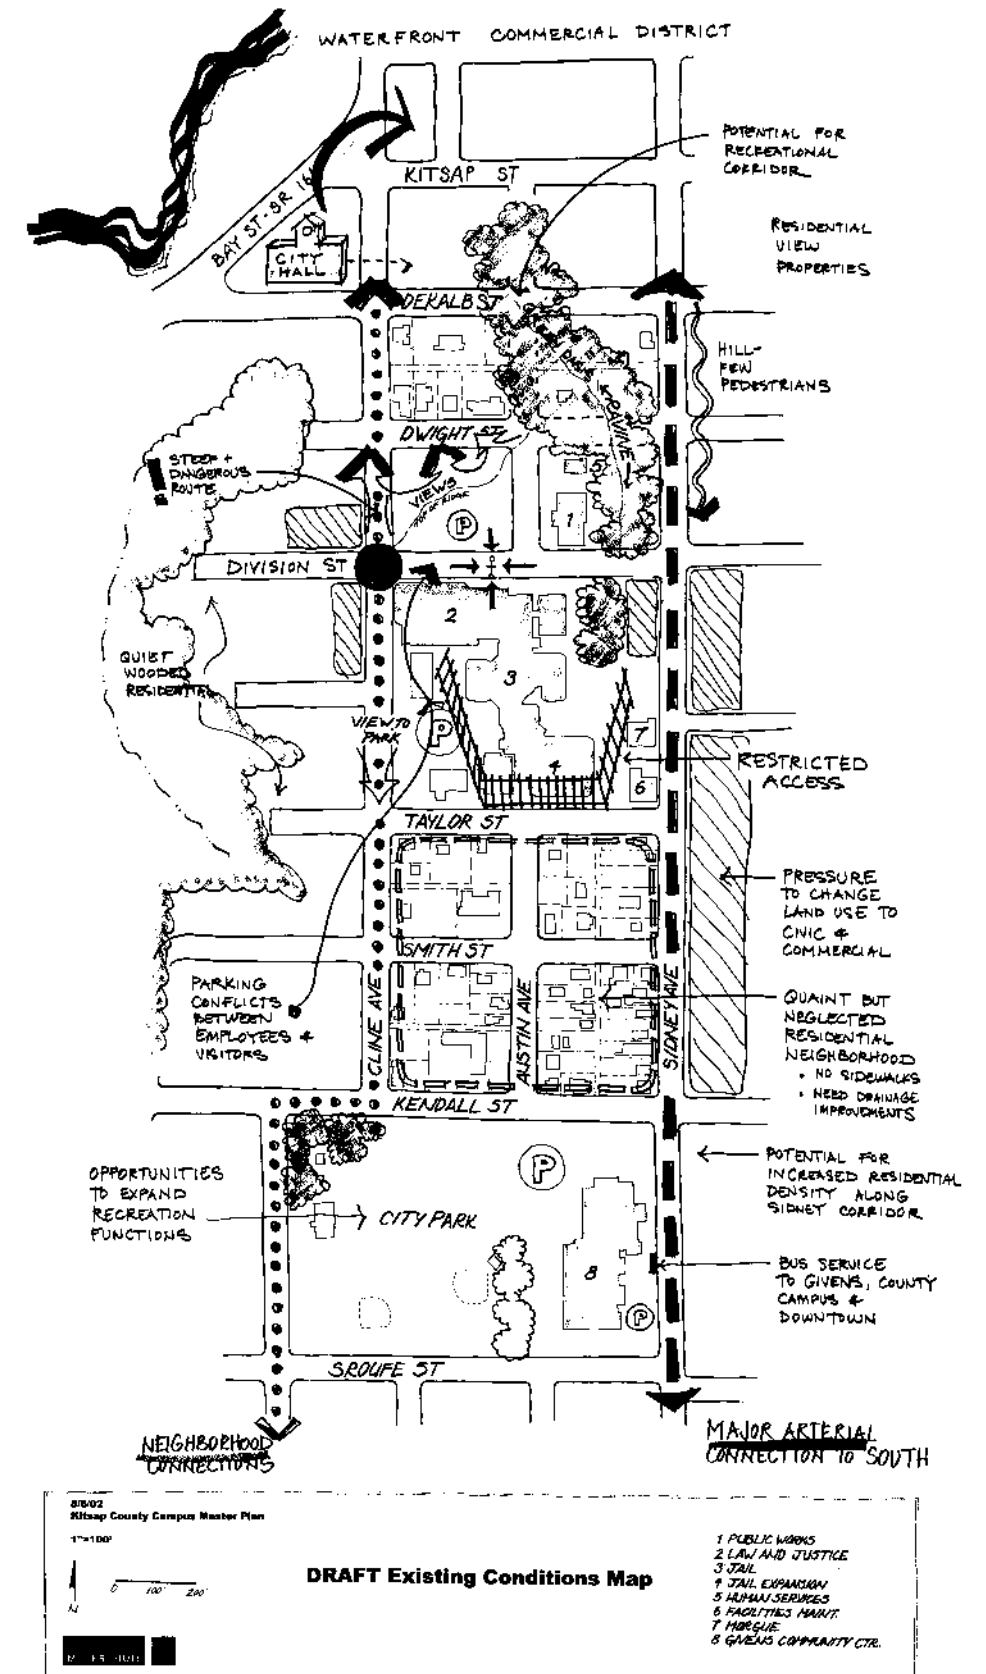 WATERFRONT COMMERCIAL DISTRICT
POTENTIAL FOR
RECREATIONAL
CORRIDOR
KITSAP ST
BAY ST-SR 16
RESIDENTIAL
VIEW
PROPERTIES
CITY
HALL
DEKALB ST
HILL-
FEW
PEDESTRIANS
RAVINE
DWIGHT ST
STEEP +
DANGEROUS
ROUTE
VIEWS
P
5
1
DIVISION ST
2
QUIET
WOODED
RESIDENTIAL
3
VIEW TO
PARK
P
7
4
6
RESTRICTED
ACCESS
TAYLOR ST
PRESSURE
TO CHANGE
LAND USE TO
CIVIC &
COMMERCIAL
SMITH ST
PARKING
CONFLICTS
BETWEEN
EMPLOYEES +
VISITORS
CLINE AVE
AUSTIN AVE
SIDNEY AVE
QUAINT BUT
NEGLECTED
RESIDENTIAL
NEIGHBORHOOD
• NO SIDEWALKS
• NEED DRAINAGE
IMPROVEMENTS
KENDALL ST
POTENTIAL FOR
INCREASED RESIDENTIAL
DENSITY ALONG
SIDNEY CORRIDOR
P
OPPORTUNITIES
TO EXPAND
RECREATION
FUNCTIONS
CITY PARK
8
P
BUS SERVICE
TO GIVENS, COUNTY
CAMPUS &
DOWNTOWN
SROUFE ST
NEIGHBORHOOD
CONNECTIONS
MAJOR ARTERIAL
CONNECTION TO SOUTH
8/8/02
Kitsap County Campus Master Plan
1"=100'
0 100' 200'
N
DRAFT Existing Conditions Map
1 PUBLIC WORKS
2 LAW AND JUSTICE
3 JAIL
4 JAIL EXPANSION
5 HUMAN SERVICES
6 FACILITIES MAINT.
7 MORGUE
8 GIVENS COMMUNITY CTR.